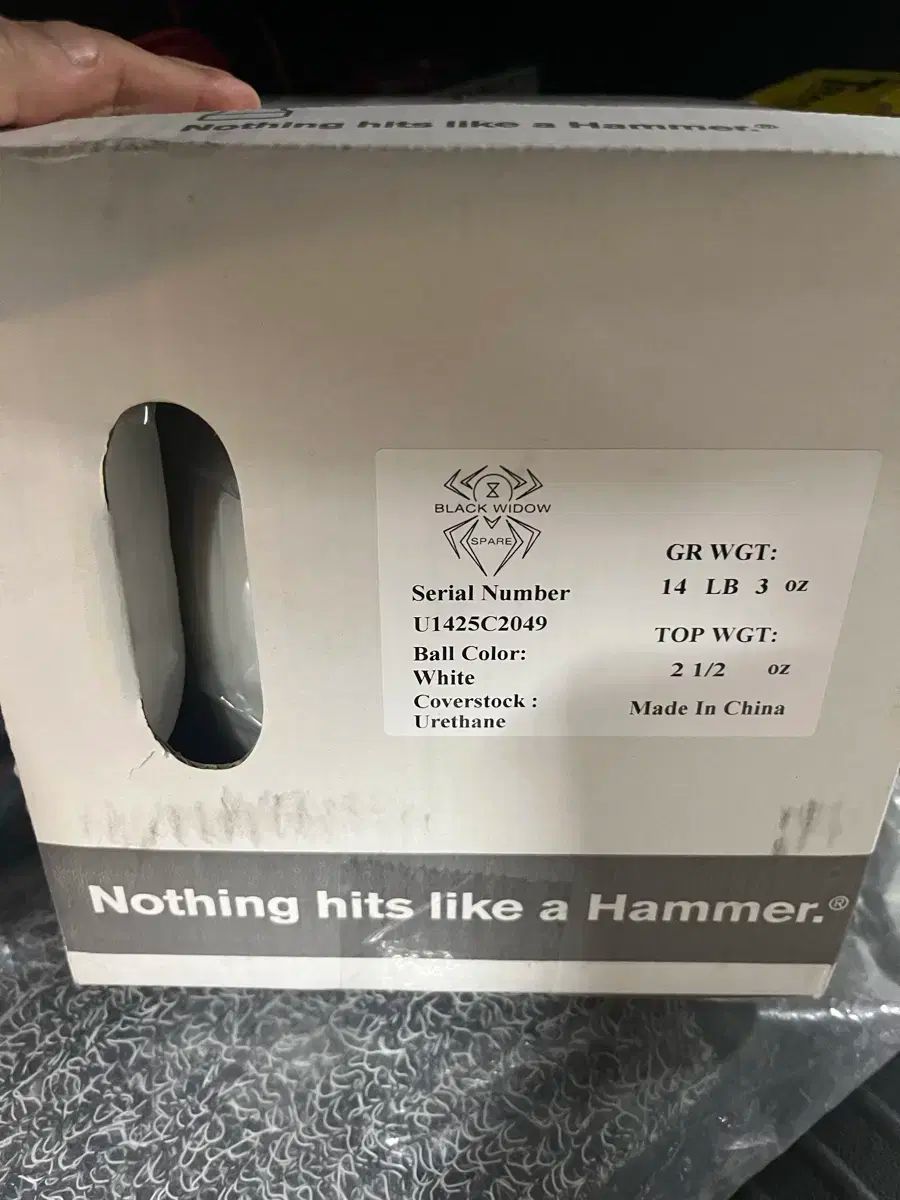 Nothing hits like a Hammer.®
BLACK WIDOW
SPARE
Serial Number
U1425C2049
Ball Color:
White
Coverstock :
Urethane
GR WGT:
14 LB 3 oz
TOP WGT:
2 1/2 oz
Made In China
Nothing hits like a Hammer.®